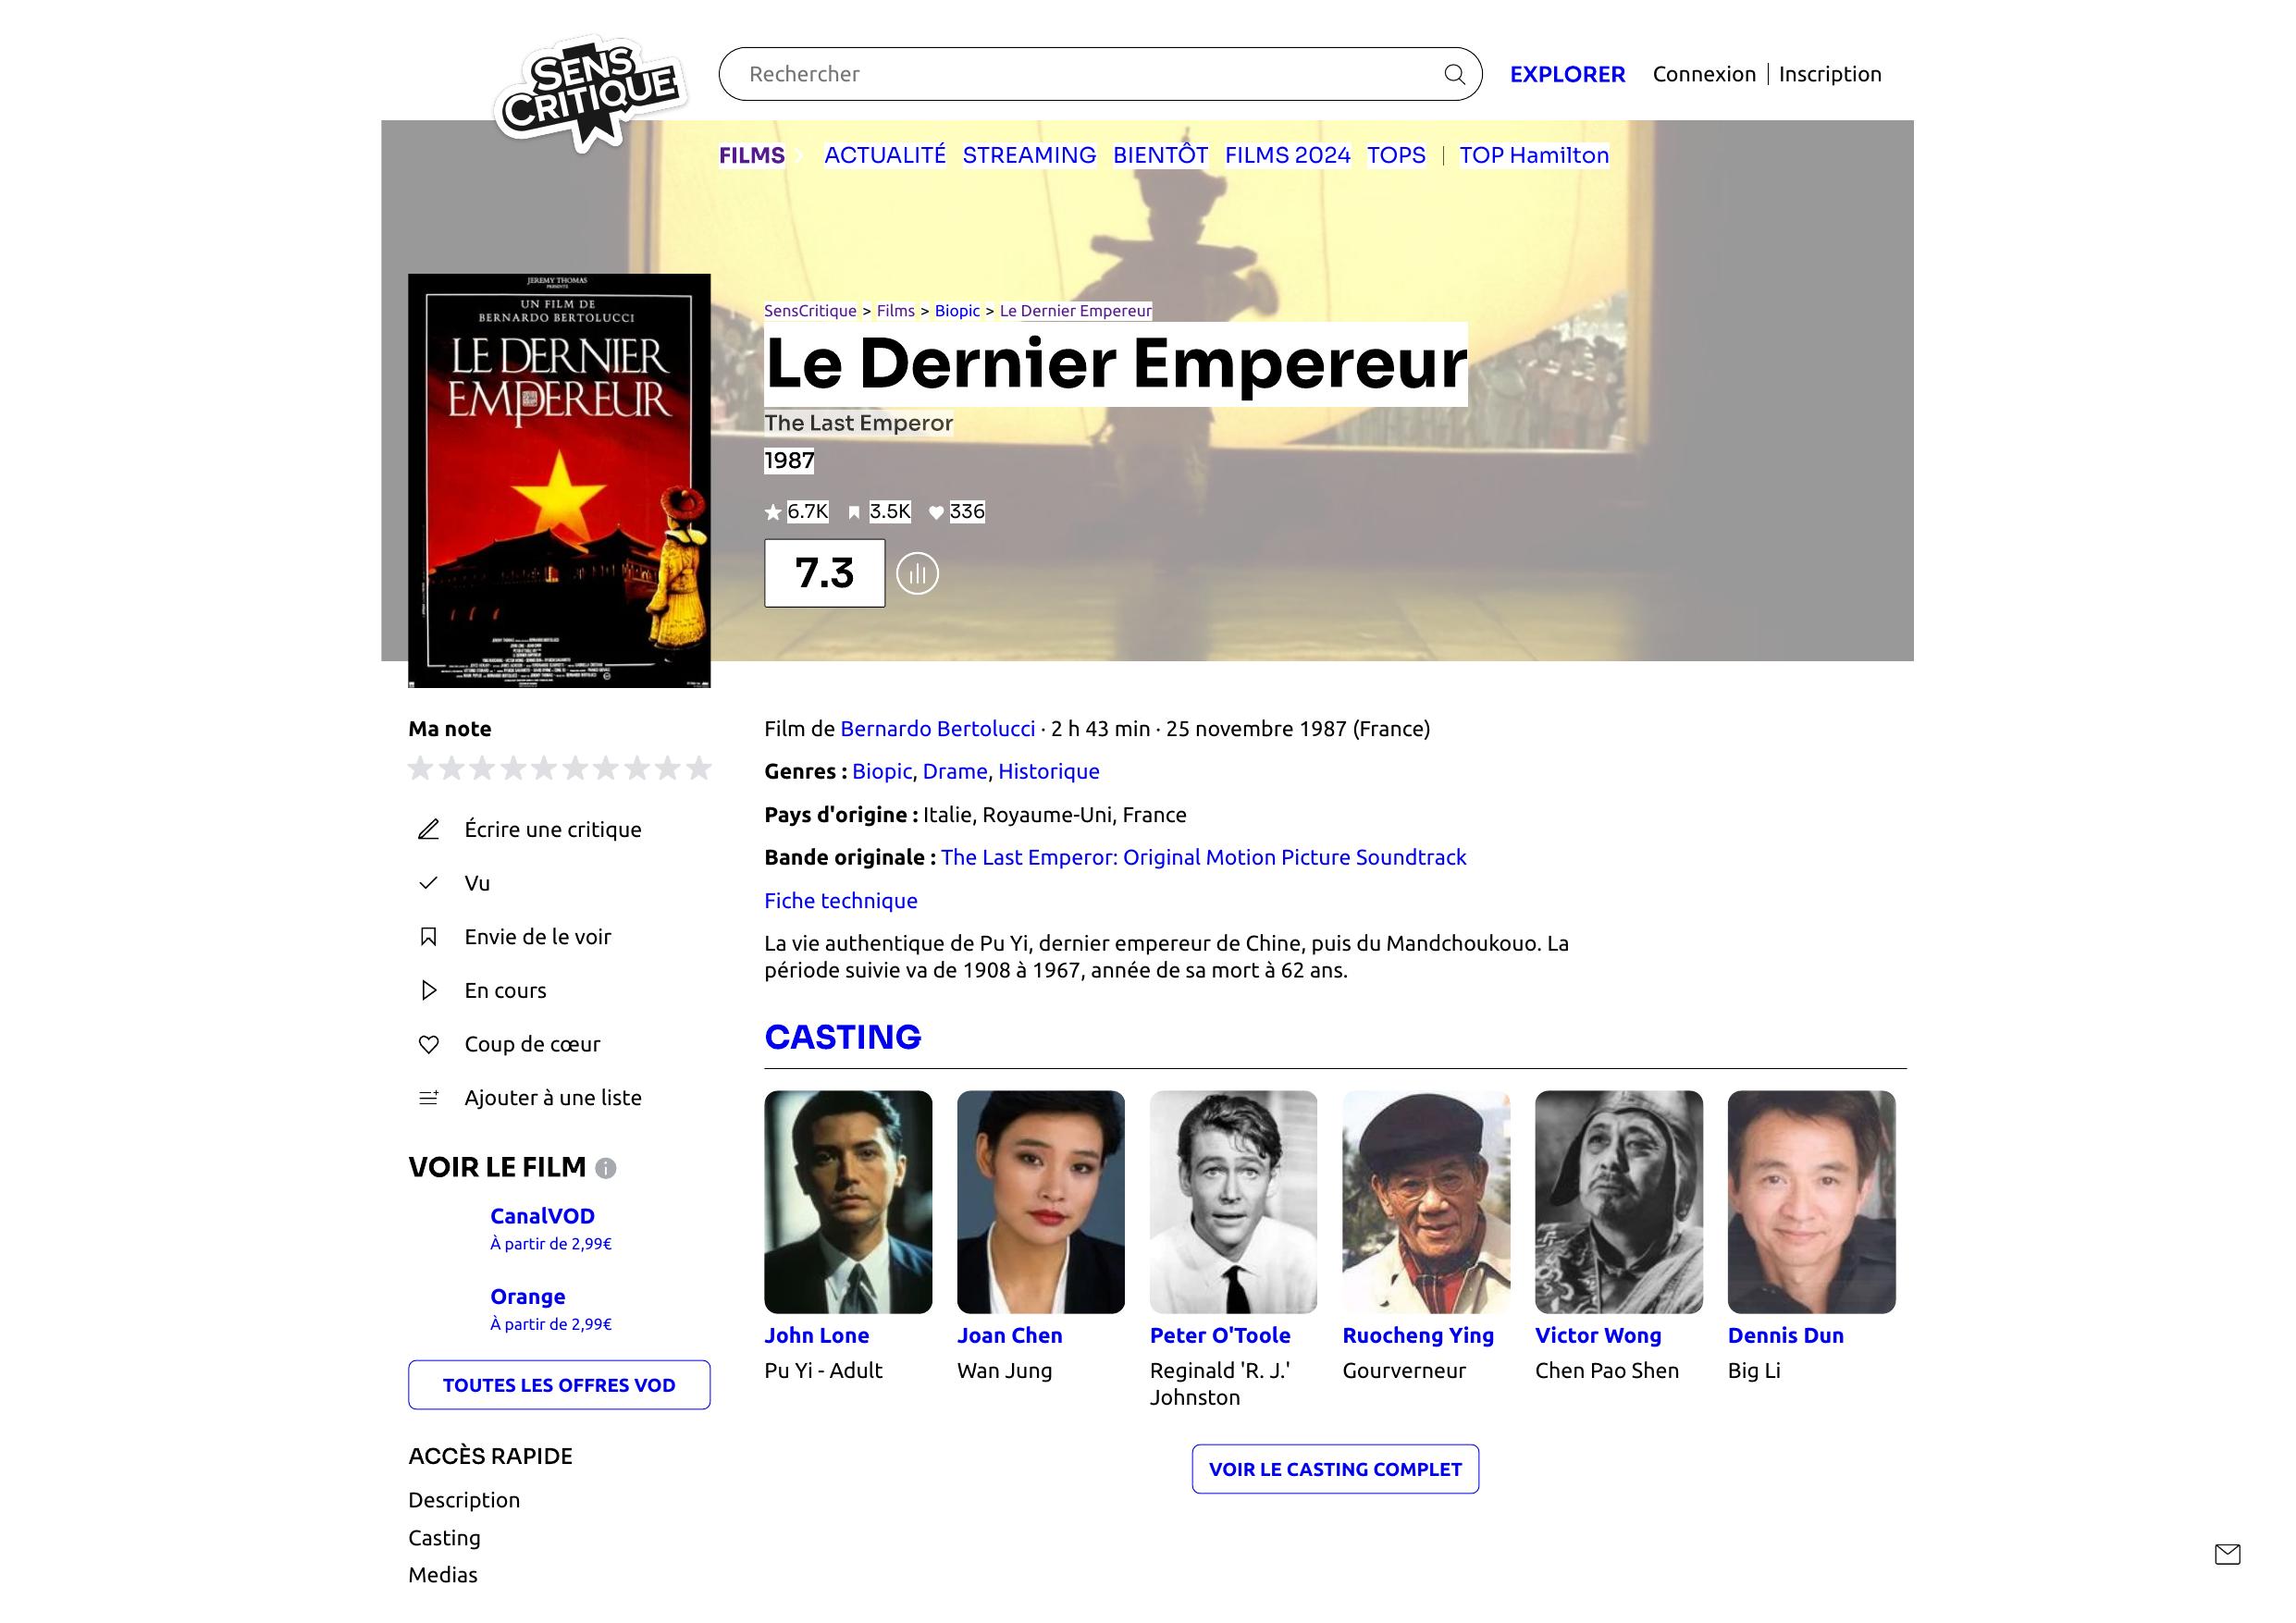 SENS
CRITIQUE
Rechercher
EXPLORER
Connexion | Inscription
FILMS
ACTUALITÉ STREAMING BIENTÔT FILMS 2024 TOPS | TOP Hamilton
JEREMY THOMAS
PRÉSENTE
UN FILM DE
BERNARDO BERTOLUCCI
LE DERNIER
EMPEREUR
SensCritique > Films > Biopic > Le Dernier Empereur
Le Dernier Empereur
The Last Emperor
1987
6.7K 3.5K 336
7.3
Ma note
Écrire une critique
Vu
Envie de le voir
En cours
Coup de cœur
Ajouter à une liste
VOIR LE FILM
CanalVOD
À partir de 2,99€
Orange
À partir de 2,99€
TOUTES LES OFFRES VOD
ACCÈS RAPIDE
Description
Casting
Medias
Film de Bernardo Bertolucci · 2 h 43 min · 25 novembre 1987 (France)
Genres : Biopic, Drame, Historique
Pays d'origine : Italie, Royaume-Uni, France
Bande originale : The Last Emperor: Original Motion Picture Soundtrack
Fiche technique
La vie authentique de Pu Yi, dernier empereur de Chine, puis du Mandchoukouo. La
période suivie va de 1908 à 1967, année de sa mort à 62 ans.
CASTING
John Lone
Pu Yi - Adult
Joan Chen
Wan Jung
Peter O'Toole
Reginald 'R. J.'
Johnston
Ruocheng Ying
Gourverneur
Victor Wong
Chen Pao Shen
Dennis Dun
Big Li
VOIR LE CASTING COMPLET